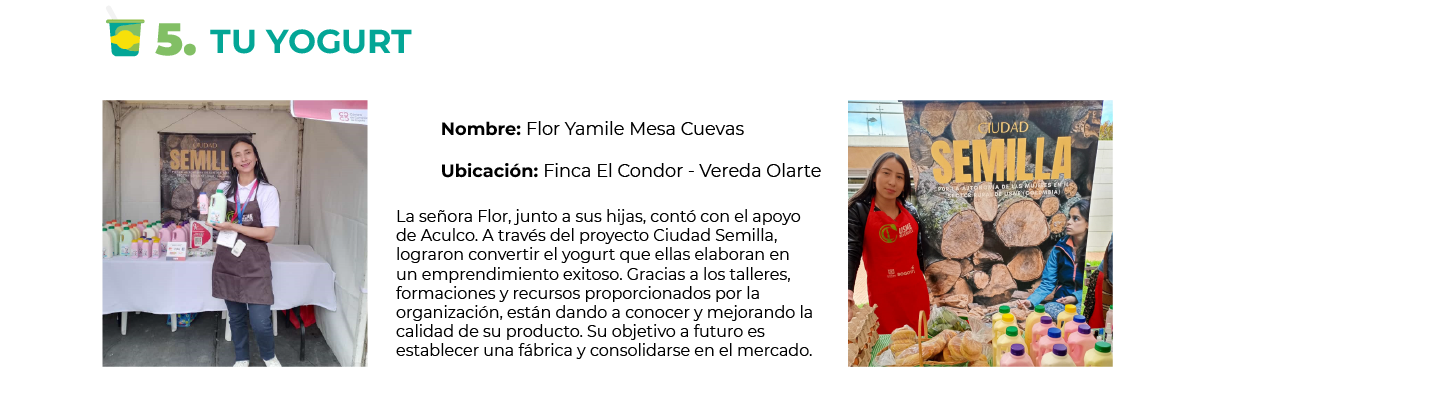 5. TU YOGURT
CIUDAD
SEMILL
Nombre: Flor Yamile Mesa Cuevas
Ubicación: Finca El Condor - Vereda Olarte
La señora Flor, junto a sus hijas, contó con el apoyo
de Aculco. A través del proyecto Ciudad Semilla,
lograron convertir el yogurt que ellas elaboran en
un emprendimiento exitoso. Gracias a los talleres,
formaciones y recursos proporcionados por la
organización, están dando a conocer y mejorando la
calidad de su producto. Su objetivo a futuro es
establecer una fábrica y consolidarse en el mercado.
CIUDAD
SEMILLA
POR LA AUTONOMÍA DE LAS MUJERES EN EL
SECTOR RURAL DE USME (COLOMBIA)